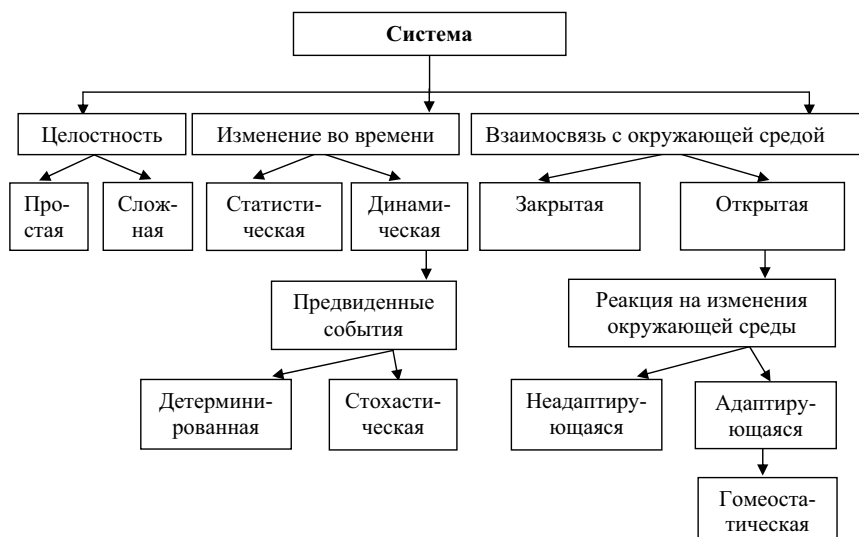 Система
Целостность
Изменение во времени
Взаимосвязь с окружающей средой
Про-
стая
Слож-
ная
Статисти-
ческая
Динами-
ческая
Закрытая
Открытая
Предвиденные
события
Реакция на изменения
окружающей среды
Детермини-
рованная
Стохасти-
ческая
Неадаптиру-
ющаяся
Адаптиру-
ющаяся
Гомеоста-
тическая